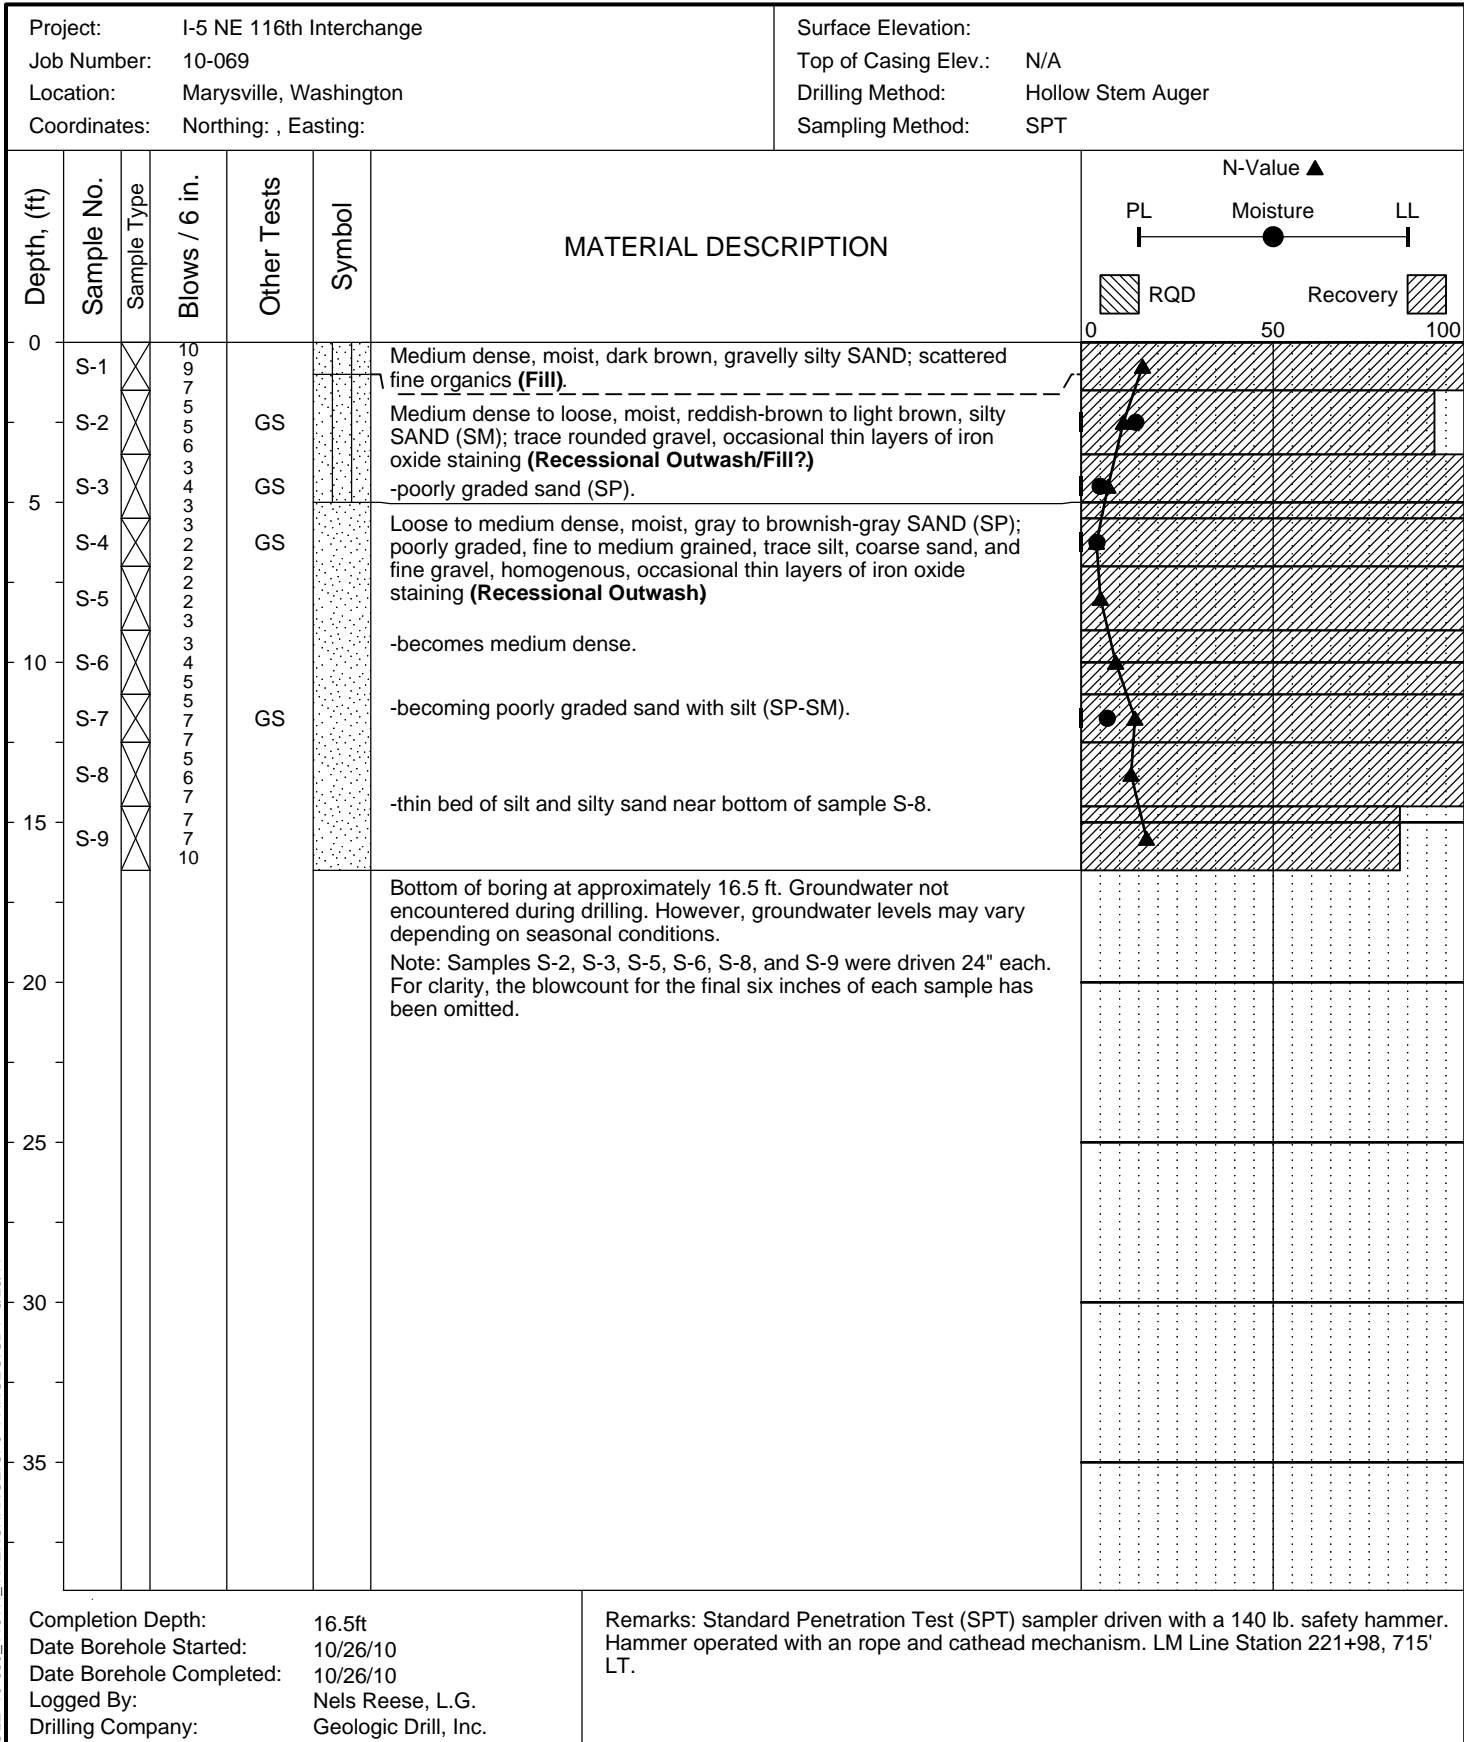 Project: I-5 NE 116th Interchange
Job Number: 10-069
Location: Marysville, Washington
Coordinates: Northing: , Easting:
Surface Elevation:
Top of Casing Elev.: N/A
Drilling Method: Hollow Stem Auger
Sampling Method: SPT
Depth, (ft)
Sample No.
Sample Type
Blows / 6 in.
Other Tests
Symbol
MATERIAL DESCRIPTION
N-Value
PL Moisture LL
RQD Recovery
0 50 100
0
S-1
10
9
7
Medium dense, moist, dark brown, gravelly silty SAND; scattered
fine organics (Fill).
S-2
5
5
6
GS
Medium dense to loose, moist, reddish-brown to light brown, silty
SAND (SM); trace rounded gravel, occasional thin layers of iron
oxide staining (Recessional Outwash/Fill?)
S-3
3
4
3
GS
-poorly graded sand (SP).
5
S-4
3
2
2
GS
Loose to medium dense, moist, gray to brownish-gray SAND (SP);
poorly graded, fine to medium grained, trace silt, coarse sand, and
fine gravel, homogenous, occasional thin layers of iron oxide
staining (Recessional Outwash)
S-5
2
2
3
-becomes medium dense.
10
S-6
3
4
5
S-7
5
7
7
GS
-becoming poorly graded sand with silt (SP-SM).
S-8
5
6
7
-thin bed of silt and silty sand near bottom of sample S-8.
15
S-9
7
7
10
Bottom of boring at approximately 16.5 ft. Groundwater not
encountered during drilling. However, groundwater levels may vary
depending on seasonal conditions.
Note: Samples S-2, S-3, S-5, S-6, S-8, and S-9 were driven 24" each.
For clarity, the blowcount for the final six inches of each sample has
been omitted.
20
25
30
35
Completion Depth: 16.5ft
Date Borehole Started: 10/26/10
Date Borehole Completed: 10/26/10
Logged By: Nels Reese, L.G.
Drilling Company: Geologic Drill, Inc.
Remarks: Standard Penetration Test (SPT) sampler driven with a 140 lb. safety hammer.
Hammer operated with an rope and cathead mechanism. LM Line Station 221+98, 715'
LT.